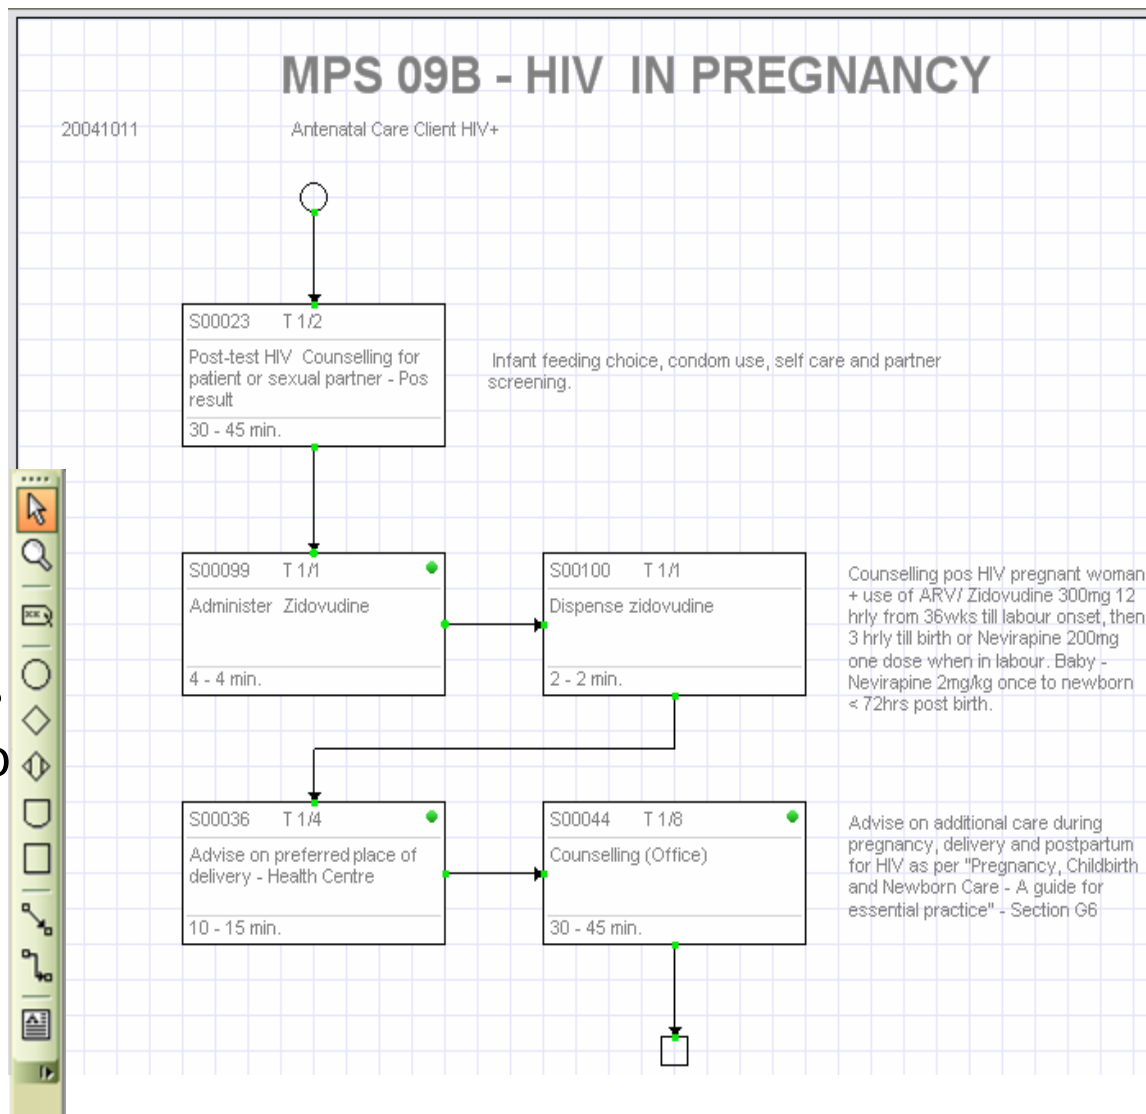 MPS 09B - HIV IN PREGNANCY
20041011 Antenatal Care Client HIV+
S00023 T 1/2
Post-test HIV Counselling for
patient or sexual partner - Pos
result
30 - 45 min.
Infant feeding choice, condom use, self care and partner
screening.
S00099 T 1/1
Administer Zidovudine
4 - 4 min.
S00100 T 1/1
Dispense zidovudine
2 - 2 min.
Counselling pos HIV pregnant woman
+ use of ARV/ Zidovudine 300mg 12
hrly from 36wks till labour onset, then
3 hrly till birth or Nevirapine 200mg
one dose when in labour. Baby -
Nevirapine 2mg/kg once to newborn
< 72hrs post birth.
S00036 T 1/4
Advise on preferred place of
delivery - Health Centre
10 - 15 min.
S00044 T 1/8
Counselling (Office)
30 - 45 min.
Advise on additional care during
pregnancy, delivery and postpartum
for HIV as per "Pregnancy, Childbirth
and Newborn Care - A guide for
essential practice" - Section G6